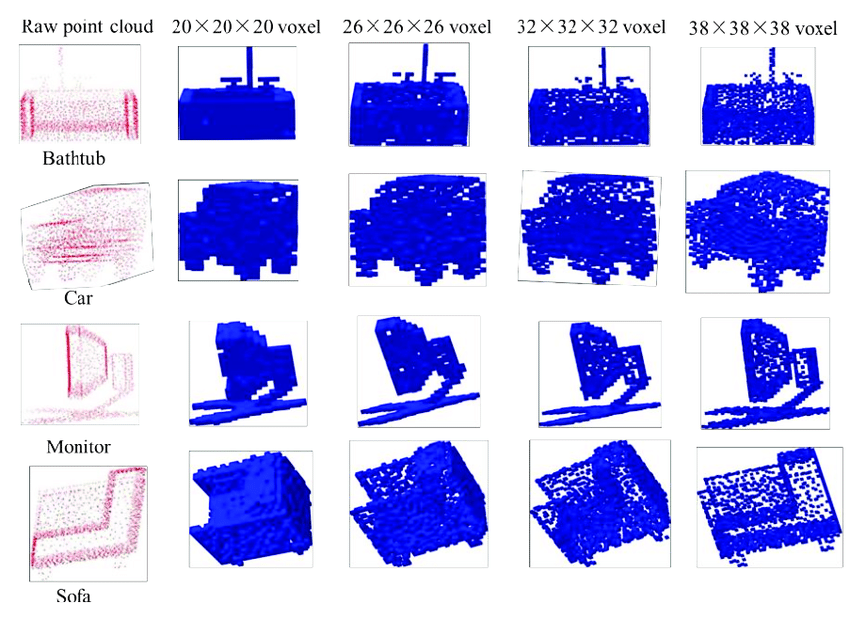 Raw point cloud 20×20×20 voxel 26×26×26 voxel 32×32×32 voxel 38×38×38 voxel
Bathtub
Car
Monitor
Sofa